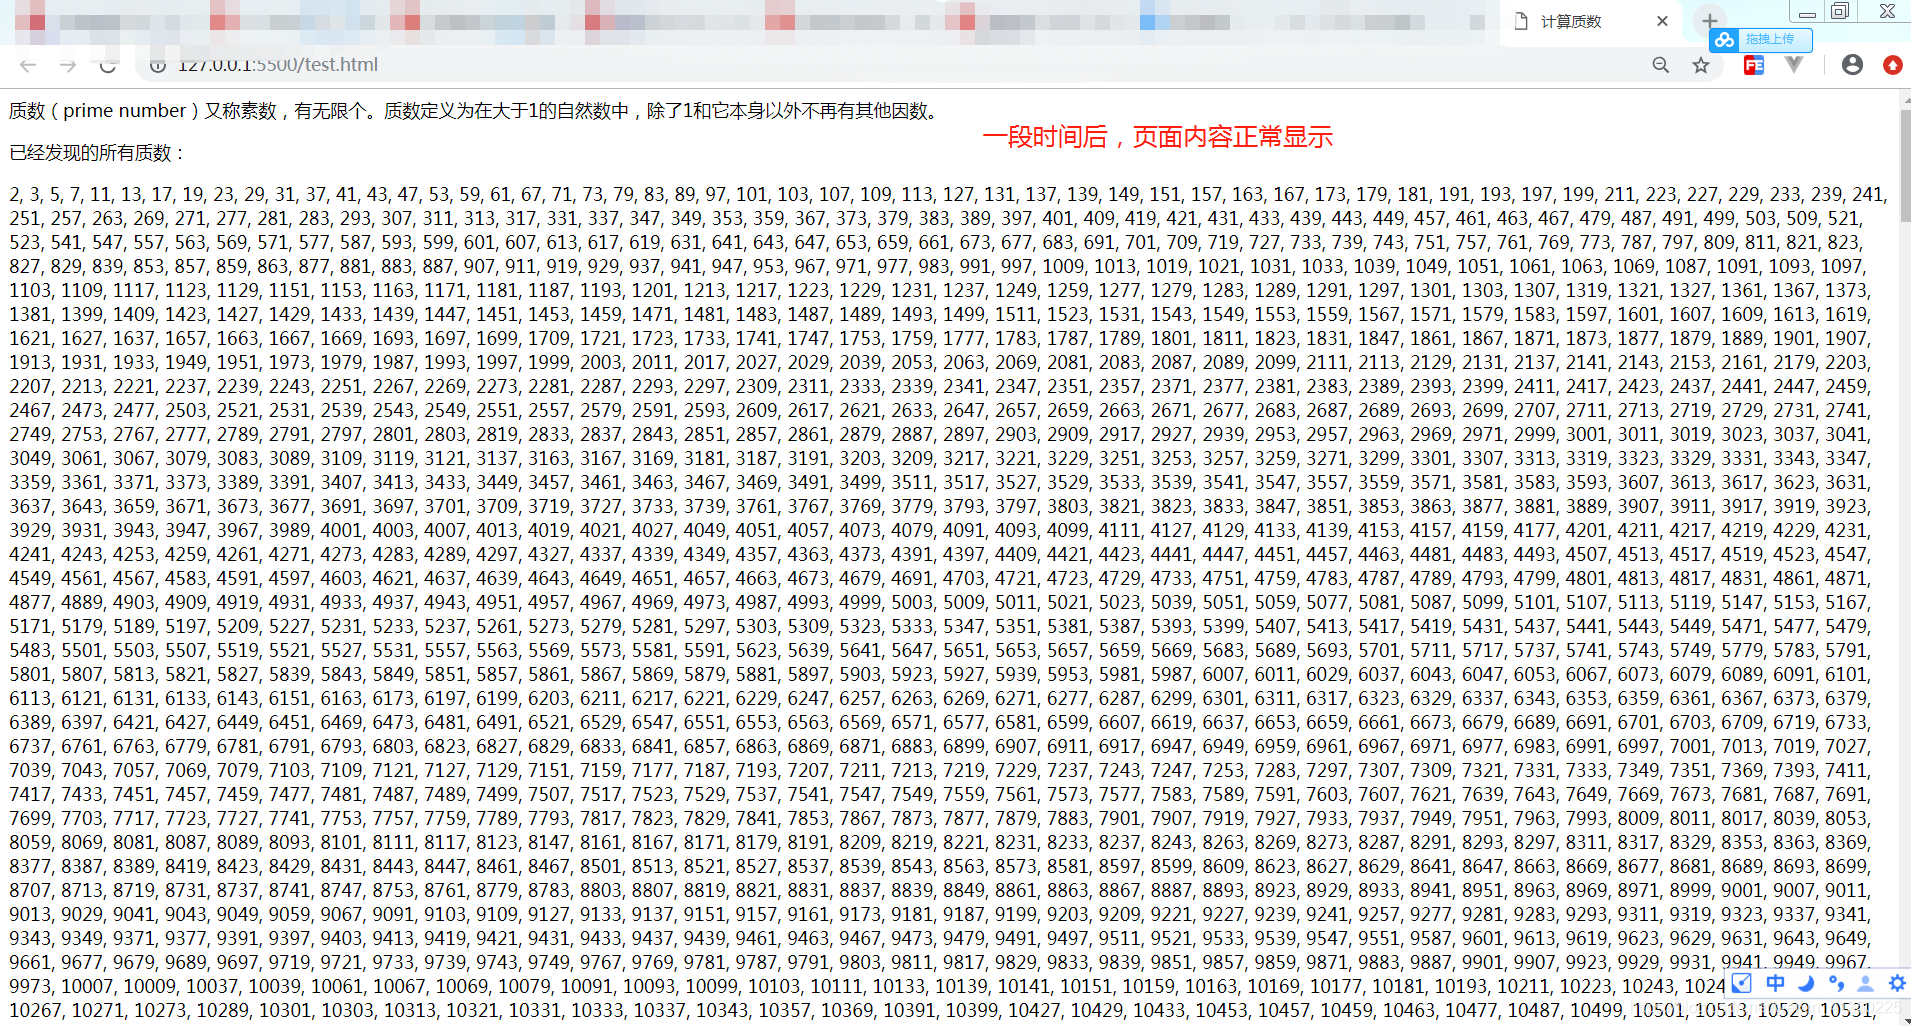 计算质数
拖拽上传
127.0.0.1:5500/test.html
质数（prime number）又称素数，有无限个。质数定义为在大于1的自然数中，除了1和它本身以外不再有其他因数。
一段时间后，页面内容正常显示
已经发现的所有质数：
2, 3, 5, 7, 11, 13, 17, 19, 23, 29, 31, 37, 41, 43, 47, 53, 59, 61, 67, 71, 73, 79, 83, 89, 97, 101, 103, 107, 109, 113, 127, 131, 137, 139, 149, 151, 157, 163, 167, 173, 179, 181, 191, 193, 197, 199, 211, 223, 227, 229, 233, 239, 241,
251, 257, 263, 269, 271, 277, 281, 283, 293, 307, 311, 313, 317, 331, 337, 347, 349, 353, 359, 367, 373, 379, 383, 389, 397, 401, 409, 419, 421, 431, 433, 439, 443, 449, 457, 461, 463, 467, 479, 487, 491, 499, 503, 509, 521,
523, 541, 547, 557, 563, 569, 571, 577, 587, 593, 599, 601, 607, 613, 617, 619, 631, 641, 643, 647, 653, 659, 661, 673, 677, 683, 691, 701, 709, 719, 727, 733, 739, 743, 751, 757, 761, 769, 773, 787, 797, 809, 811, 821, 823,
827, 829, 839, 853, 857, 859, 863, 877, 881, 883, 887, 907, 911, 919, 929, 937, 941, 947, 953, 967, 971, 977, 983, 991, 997, 1009, 1013, 1019, 1021, 1031, 1033, 1039, 1049, 1051, 1061, 1063, 1069, 1087, 1091, 1093, 1097,
1103, 1109, 1117, 1123, 1129, 1151, 1153, 1163, 1171, 1181, 1187, 1193, 1201, 1213, 1217, 1223, 1229, 1231, 1237, 1249, 1259, 1277, 1279, 1283, 1289, 1291, 1297, 1301, 1303, 1307, 1319, 1321, 1327, 1361, 1367, 1373,
1381, 1399, 1409, 1423, 1427, 1429, 1433, 1439, 1447, 1451, 1453, 1459, 1471, 1481, 1483, 1487, 1489, 1493, 1499, 1511, 1523, 1531, 1543, 1549, 1553, 1559, 1567, 1571, 1579, 1583, 1597, 1601, 1607, 1609, 1613, 1619,
1621, 1627, 1637, 1657, 1663, 1667, 1669, 1693, 1697, 1699, 1709, 1721, 1723, 1733, 1741, 1747, 1753, 1759, 1777, 1783, 1787, 1789, 1801, 1811, 1823, 1831, 1847, 1861, 1867, 1871, 1873, 1877, 1879, 1889, 1901, 1907,
1913, 1931, 1933, 1949, 1951, 1973, 1979, 1987, 1993, 1997, 1999, 2003, 2011, 2017, 2027, 2029, 2039, 2053, 2063, 2069, 2081, 2083, 2087, 2089, 2099, 2111, 2113, 2129, 2131, 2137, 2141, 2143, 2153, 2161, 2179, 2203,
2207, 2213, 2221, 2237, 2239, 2243, 2251, 2267, 2269, 2273, 2281, 2287, 2293, 2297, 2309, 2311, 2333, 2339, 2341, 2347, 2351, 2357, 2371, 2377, 2381, 2383, 2389, 2393, 2399, 2411, 2417, 2423, 2437, 2441, 2447, 2459,
2467, 2473, 2477, 2503, 2521, 2531, 2539, 2543, 2549, 2551, 2557, 2579, 2591, 2593, 2609, 2617, 2621, 2633, 2647, 2657, 2659, 2663, 2671, 2677, 2683, 2687, 2689, 2693, 2699, 2707, 2711, 2713, 2719, 2729, 2731, 2741,
2749, 2753, 2767, 2777, 2789, 2791, 2797, 2801, 2803, 2819, 2833, 2837, 2843, 2851, 2857, 2861, 2879, 2887, 2897, 2903, 2909, 2917, 2927, 2939, 2953, 2957, 2963, 2969, 2971, 2999, 3001, 3011, 3019, 3023, 3037, 3041,
3049, 3061, 3067, 3079, 3083, 3089, 3109, 3119, 3121, 3137, 3163, 3167, 3169, 3181, 3187, 3191, 3203, 3209, 3217, 3221, 3229, 3251, 3253, 3257, 3259, 3271, 3299, 3301, 3307, 3313, 3319, 3323, 3329, 3331, 3343, 3347,
3359, 3361, 3371, 3373, 3389, 3391, 3407, 3413, 3433, 3449, 3457, 3461, 3463, 3467, 3469, 3491, 3499, 3511, 3517, 3527, 3529, 3533, 3539, 3541, 3547, 3557, 3559, 3571, 3581, 3583, 3593, 3607, 3613, 3617, 3623, 3631,
3637, 3643, 3659, 3671, 3673, 3677, 3691, 3697, 3701, 3709, 3719, 3727, 3733, 3739, 3761, 3767, 3769, 3779, 3793, 3797, 3803, 3821, 3823, 3833, 3847, 3851, 3853, 3863, 3877, 3881, 3889, 3907, 3911, 3917, 3919, 3923,
3929, 3931, 3943, 3947, 3967, 3989, 4001, 4003, 4007, 4013, 4019, 4021, 4027, 4049, 4051, 4057, 4073, 4079, 4091, 4093, 4099, 4111, 4127, 4129, 4133, 4139, 4153, 4157, 4159, 4177, 4201, 4211, 4217, 4219, 4229, 4231,
4241, 4243, 4253, 4259, 4261, 4271, 4273, 4283, 4289, 4297, 4327, 4337, 4339, 4349, 4357, 4363, 4373, 4391, 4397, 4409, 4421, 4423, 4441, 4447, 4451, 4457, 4463, 4481, 4483, 4493, 4507, 4513, 4517, 4519, 4523, 4547,
4549, 4561, 4567, 4583, 4591, 4597, 4603, 4621, 4637, 4639, 4643, 4649, 4651, 4657, 4663, 4673, 4679, 4691, 4703, 4721, 4723, 4729, 4733, 4751, 4759, 4783, 4787, 4789, 4793, 4799, 4801, 4813, 4817, 4831, 4861, 4871,
4877, 4889, 4903, 4909, 4919, 4931, 4933, 4937, 4943, 4951, 4957, 4967, 4969, 4973, 4987, 4993, 4999, 5003, 5009, 5011, 5021, 5023, 5039, 5051, 5059, 5077, 5081, 5087, 5099, 5101, 5107, 5113, 5119, 5147, 5153, 5167,
5171, 5179, 5189, 5197, 5209, 5227, 5231, 5233, 5237, 5261, 5273, 5279, 5281, 5297, 5303, 5309, 5323, 5333, 5347, 5351, 5381, 5387, 5393, 5399, 5407, 5413, 5417, 5419, 5431, 5437, 5441, 5443, 5449, 5471, 5477, 5479,
5483, 5501, 5503, 5507, 5519, 5521, 5527, 5531, 5557, 5563, 5569, 5573, 5581, 5591, 5623, 5639, 5641, 5647, 5651, 5653, 5657, 5659, 5669, 5683, 5689, 5693, 5701, 5711, 5717, 5737, 5741, 5743, 5749, 5779, 5783, 5791,
5801, 5807, 5813, 5821, 5827, 5839, 5843, 5849, 5851, 5857, 5861, 5867, 5869, 5879, 5881, 5897, 5903, 5923, 5927, 5939, 5953, 5981, 5987, 6007, 6011, 6029, 6037, 6043, 6047, 6053, 6067, 6073, 6079, 6089, 6091, 6101,
6113, 6121, 6131, 6133, 6143, 6151, 6163, 6173, 6197, 6199, 6203, 6211, 6217, 6221, 6229, 6247, 6257, 6263, 6269, 6271, 6277, 6287, 6299, 6301, 6311, 6317, 6323, 6329, 6337, 6343, 6353, 6359, 6361, 6367, 6373, 6379,
6389, 6397, 6421, 6427, 6449, 6451, 6469, 6473, 6481, 6491, 6521, 6529, 6547, 6551, 6553, 6563, 6569, 6571, 6577, 6581, 6599, 6607, 6619, 6637, 6653, 6659, 6661, 6673, 6679, 6689, 6691, 6701, 6703, 6709, 6719, 6733,
6737, 6761, 6763, 6779, 6781, 6791, 6793, 6803, 6823, 6827, 6829, 6833, 6841, 6857, 6863, 6869, 6871, 6883, 6899, 6907, 6911, 6917, 6947, 6949, 6959, 6961, 6967, 6971, 6977, 6983, 6991, 6997, 7001, 7013, 7019, 7027,
7039, 7043, 7057, 7069, 7079, 7103, 7109, 7121, 7127, 7129, 7151, 7159, 7177, 7187, 7193, 7207, 7211, 7213, 7219, 7229, 7237, 7243, 7247, 7253, 7283, 7297, 7307, 7309, 7321, 7331, 7333, 7349, 7351, 7369, 7393, 7411,
7417, 7433, 7451, 7457, 7459, 7477, 7481, 7487, 7489, 7499, 7507, 7517, 7523, 7529, 7537, 7541, 7547, 7549, 7559, 7561, 7573, 7577, 7583, 7589, 7591, 7603, 7607, 7621, 7639, 7643, 7649, 7669, 7673, 7681, 7687, 7691,
7699, 7703, 7717, 7723, 7727, 7741, 7753, 7757, 7759, 7789, 7793, 7817, 7823, 7829, 7841, 7853, 7867, 7873, 7877, 7879, 7883, 7901, 7907, 7919, 7927, 7933, 7937, 7949, 7951, 7963, 7993, 8009, 8011, 8017, 8039, 8053,
8059, 8069, 8081, 8087, 8089, 8093, 8101, 8111, 8117, 8123, 8147, 8161, 8167, 8171, 8179, 8191, 8209, 8219, 8221, 8231, 8233, 8237, 8243, 8263, 8269, 8273, 8287, 8291, 8293, 8297, 8311, 8317, 8329, 8353, 8363, 8369,
8377, 8387, 8389, 8419, 8423, 8429, 8431, 8443, 8447, 8461, 8467, 8501, 8513, 8521, 8527, 8537, 8539, 8543, 8563, 8573, 8581, 8597, 8599, 8609, 8623, 8627, 8629, 8641, 8647, 8663, 8669, 8677, 8681, 8689, 8693, 8699,
8707, 8713, 8719, 8731, 8737, 8741, 8747, 8753, 8761, 8779, 8783, 8803, 8807, 8819, 8821, 8831, 8837, 8839, 8849, 8861, 8863, 8867, 8887, 8893, 8923, 8929, 8933, 8941, 8951, 8963, 8969, 8971, 8999, 9001, 9007, 9011,
9013, 9029, 9041, 9043, 9049, 9059, 9067, 9091, 9103, 9109, 9127, 9133, 9137, 9151, 9157, 9161, 9173, 9181, 9187, 9199, 9203, 9209, 9221, 9227, 9239, 9241, 9257, 9277, 9281, 9283, 9293, 9311, 9319, 9323, 9337, 9341,
9343, 9349, 9371, 9377, 9391, 9397, 9403, 9413, 9419, 9421, 9431, 9433, 9437, 9439, 9461, 9463, 9467, 9473, 9479, 9491, 9497, 9511, 9521, 9533, 9539, 9547, 9551, 9587, 9601, 9613, 9619, 9623, 9629, 9631, 9643, 9649,
9661, 9677, 9679, 9689, 9697, 9719, 9721, 9733, 9739, 9743, 9749, 9767, 9769, 9781, 9787, 9791, 9803, 9811, 9817, 9829, 9833, 9839, 9851, 9857, 9859, 9871, 9883, 9887, 9901, 9907, 9923, 9929, 9931, 9941, 9949, 9967,
9973, 10007, 10009, 10037, 10039, 10061, 10067, 10069, 10079, 10091, 10093, 10099, 10103, 10111, 10133, 10139, 10141, 10151, 10159, 10163, 10169, 10177, 10181, 10193, 10211, 10223, 10243, 1024
中
10267, 10271, 10273, 10289, 10301, 10303, 10313, 10321, 10331, 10333, 10337, 10343, 10357, 10369, 10391, 10399, 10427, 10429, 10433, 10453, 10457, 10459, 10463, 10477, 10487, 10499, 10501, 10513, 10529, 10531,